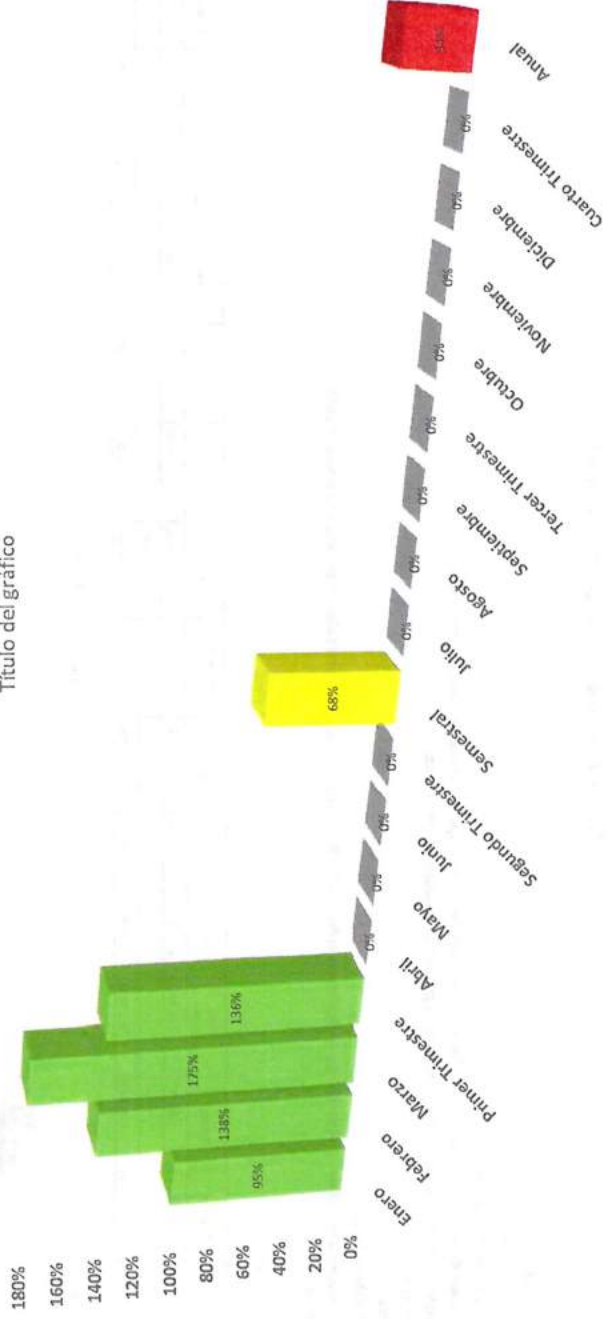 Título del gráfico
180%
160%
140%
120%
100%
80%
60%
40%
20%
0%
95%
138%
175%
136%
0%
0%
0%
0%
68%
0%
0%
0%
0%
0%
0%
0%
0%
Enero
Febrero
Marzo
Primer Trimestre
Abril
Mayo
Junio
Segundo Trimestre
Semestral
Julio
Agosto
Septiembre
Tercer Trimestre
Octubre
Noviembre
Diciembre
Cuarto Trimestre
Anual